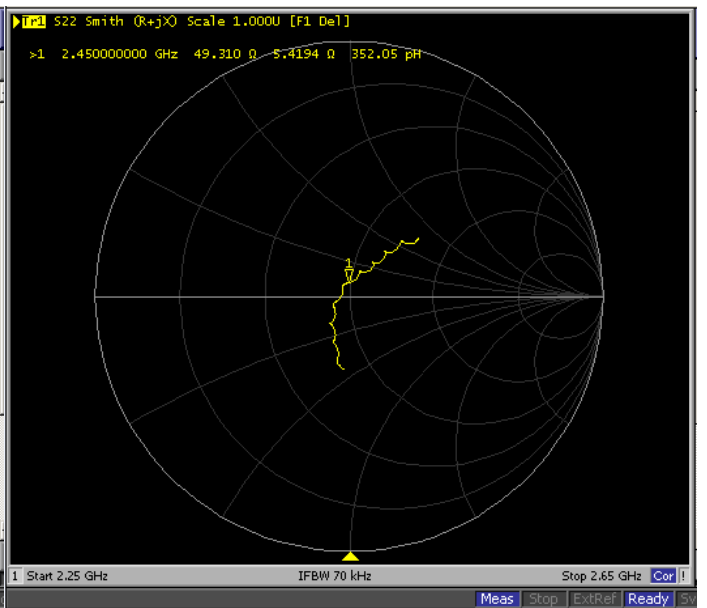 Tr1 S22 Smith (R+jX) Scale 1.000U [F1 Del]
>1 2.450000000 GHz 49.310 Ω 5.4194 Ω 352.05 pH
1
1 Start 2.25 GHz IFBW 70 kHz Stop 2.65 GHz Cor !
Meas Stop ExtRef Ready Sv